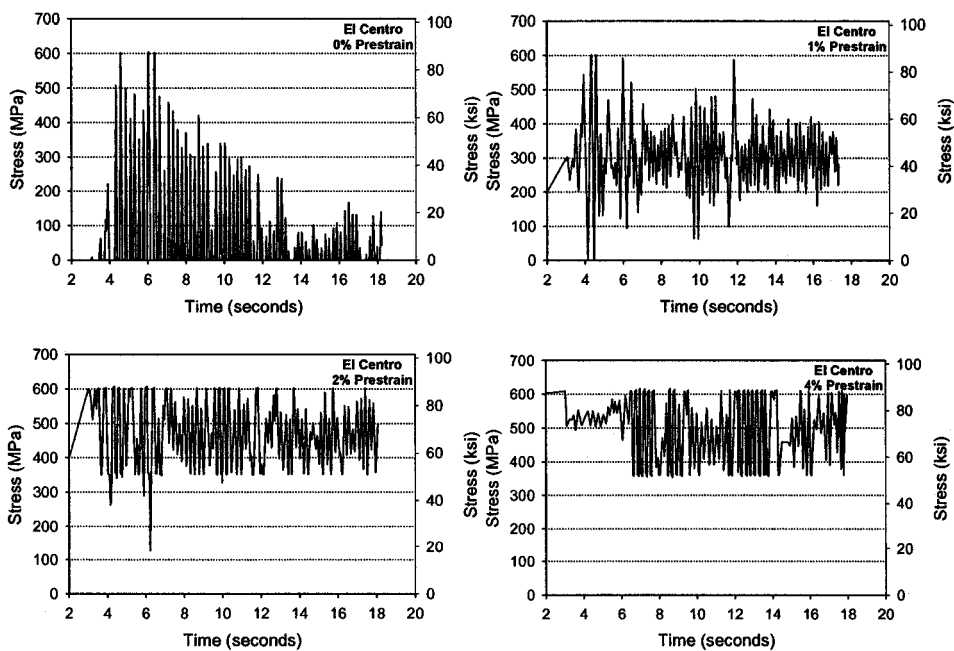 El Centro
0% Prestrain
700
600
500
400
300
200
100
0
Stress (MPa)
100
80
60
40
20
0
Stress (ksi)
2 4 6 8 10 12 14 16 18 20
Time (seconds)
El Centro
1% Prestrain
700
600
500
400
300
200
100
0
Stress (MPa)
100
80
60
40
20
0
Stress (ksi)
2 4 6 8 10 12 14 16 18 20
Time (seconds)
El Centro
2% Prestrain
700
600
500
400
300
200
100
0
Stress (MPa)
100
80
60
40
20
0
Stress (ksi)
2 4 6 8 10 12 14 16 18 20
Time (seconds)
El Centro
4% Prestrain
700
600
500
400
300
200
100
0
Stress (MPa)
100
80
60
40
20
0
Stress (ksi)
2 4 6 8 10 12 14 16 18 20
Time (seconds)